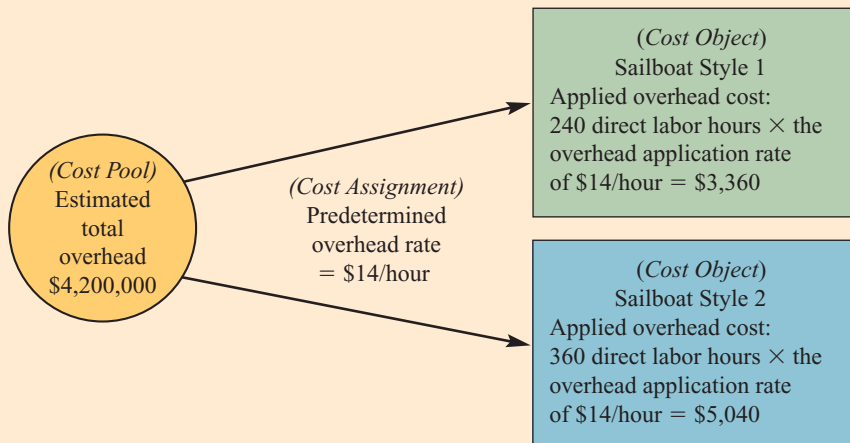 (Cost Pool)
Estimated
total
overhead
$4,200,000
(Cost Assignment)
Predetermined
overhead rate
= $14/hour
(Cost Object)
Sailboat Style 1
Applied overhead cost:
240 direct labor hours × the
overhead application rate
of $14/hour = $3,360
(Cost Object)
Sailboat Style 2
Applied overhead cost:
360 direct labor hours × the
overhead application rate
of $14/hour = $5,040